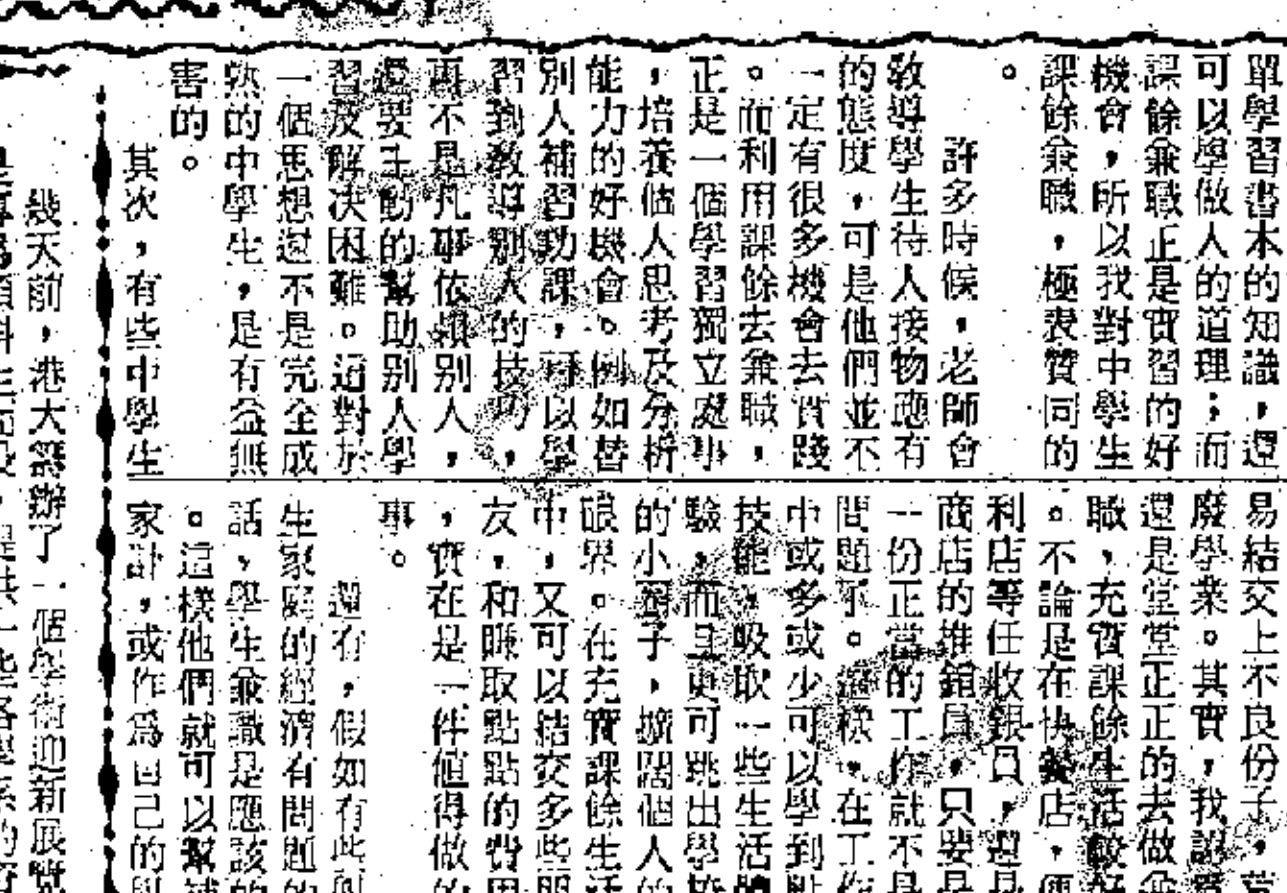 單學習書本的知識，還
可以學做人的道理；而
課餘兼職正是實習的好
機會，所以我對中學生
課餘兼職，極表贊同的
。
許多時候，老師會
教導學生待人接物應有
的態度，可是他們並不
一定有很多機會去實踐
。而利用課餘去兼職，
正是一個學習獨立處事
，培養個人思考及分析
能力的好機會。例如替
別人補習功課，可以學
習到教導別人的技巧，
再不是凡事依賴別人，
還要主動的幫助別人學
習及解決困難。這對於
一個思想還不是完全成
熟的中學生，是有益無
害的。
其次，有些中學生
易結交上不良份子，
廢學業。其實，我認
還是堂堂正正的去做
職，充實課餘生活較好
。不論是在快餐店，便
利店等任收銀員，還是
商店的推銷員，只要是
一份正當的工作就不是
問題了。這樣，在工作
中或多或少可以學到點
技能，吸取一些生活體
驗，而且更可跳出學校
的小圈子，擴闊個人的
眼界。在充實課餘生活
中，又可以結交多些朋
友，和賺取點點的費用
，實在是一件值得做的
事。
還有，假如有些
生家庭的經濟有問題的
話，學生兼職是應該的
。這樣他們就可以幫補
家計，或作為自己的
幾天前，港大籌辦了一個學術迎新展覽